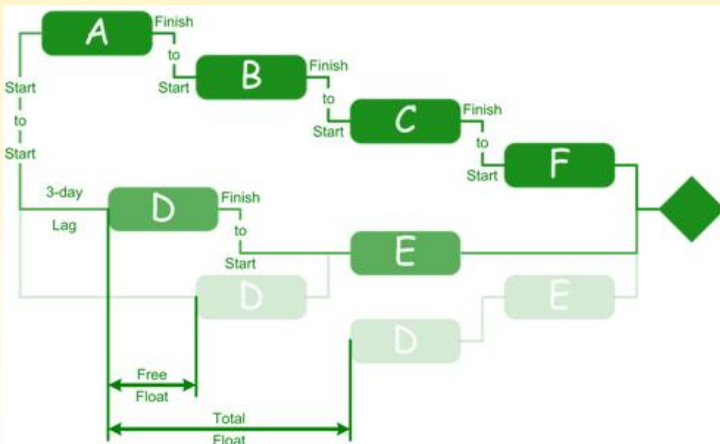 A
Finish
to
Start
B
Finish
to
Start
C
Finish
to
Start
F
Start
to
Start
3-day
Lag
D
Finish
to
Start
E
D
E
D
Free
Float
Total
Float